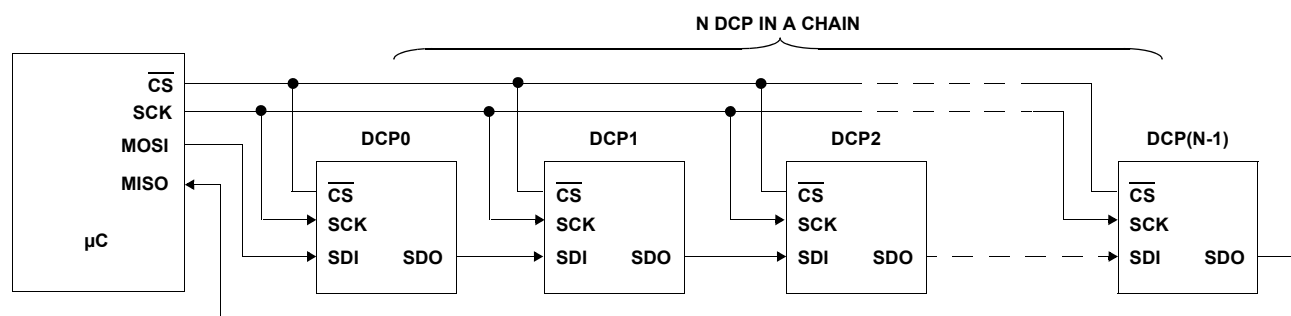 N DCP IN A CHAIN
CS
SCK
MOSI
MISO
µC
DCP0
CS
SCK
SDI SDO
DCP1
CS
SCK
SDI SDO
DCP2
CS
SCK
SDI SDO
DCP(N-1)
CS
SCK
SDI SDO